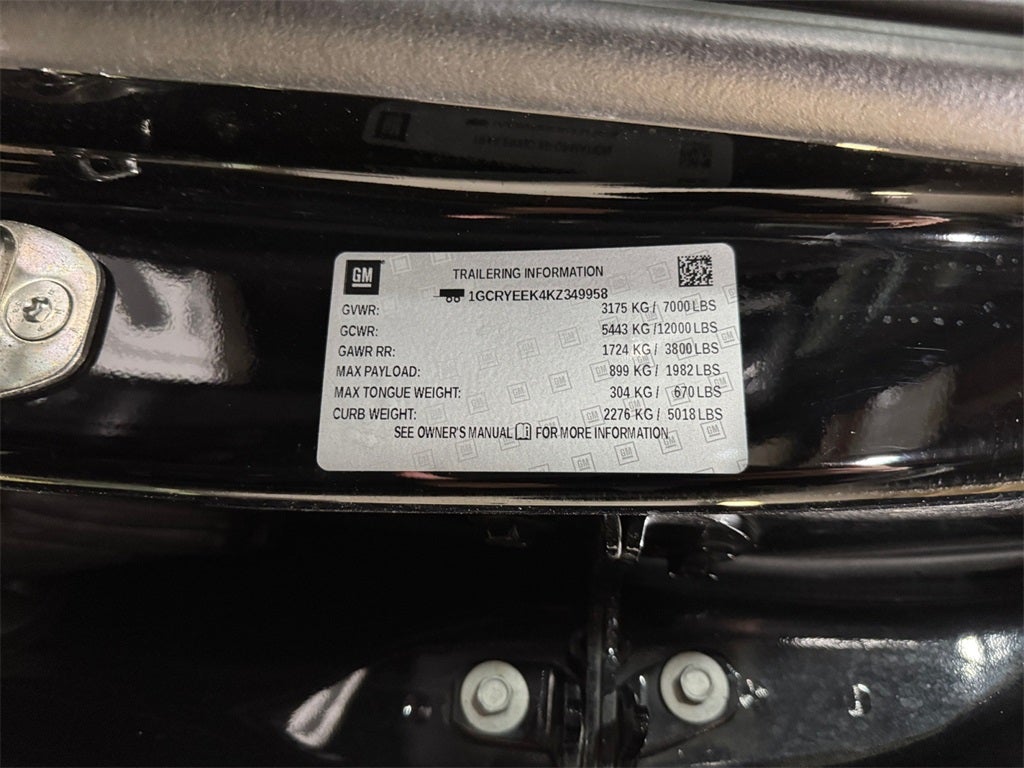 GM
TRAILERING INFORMATION
1GCRYEEK4KZ349958
GVWR: 3175 KG / 7000 LBS
GCWR: 5443 KG /12000 LBS
GAWR RR: 1724 KG / 3800 LBS
MAX PAYLOAD: 899 KG / 1982 LBS
MAX TONGUE WEIGHT: 304 KG / 670 LBS
CURB WEIGHT: 2276 KG / 5018 LBS
SEE OWNER'S MANUAL FOR MORE INFORMATION